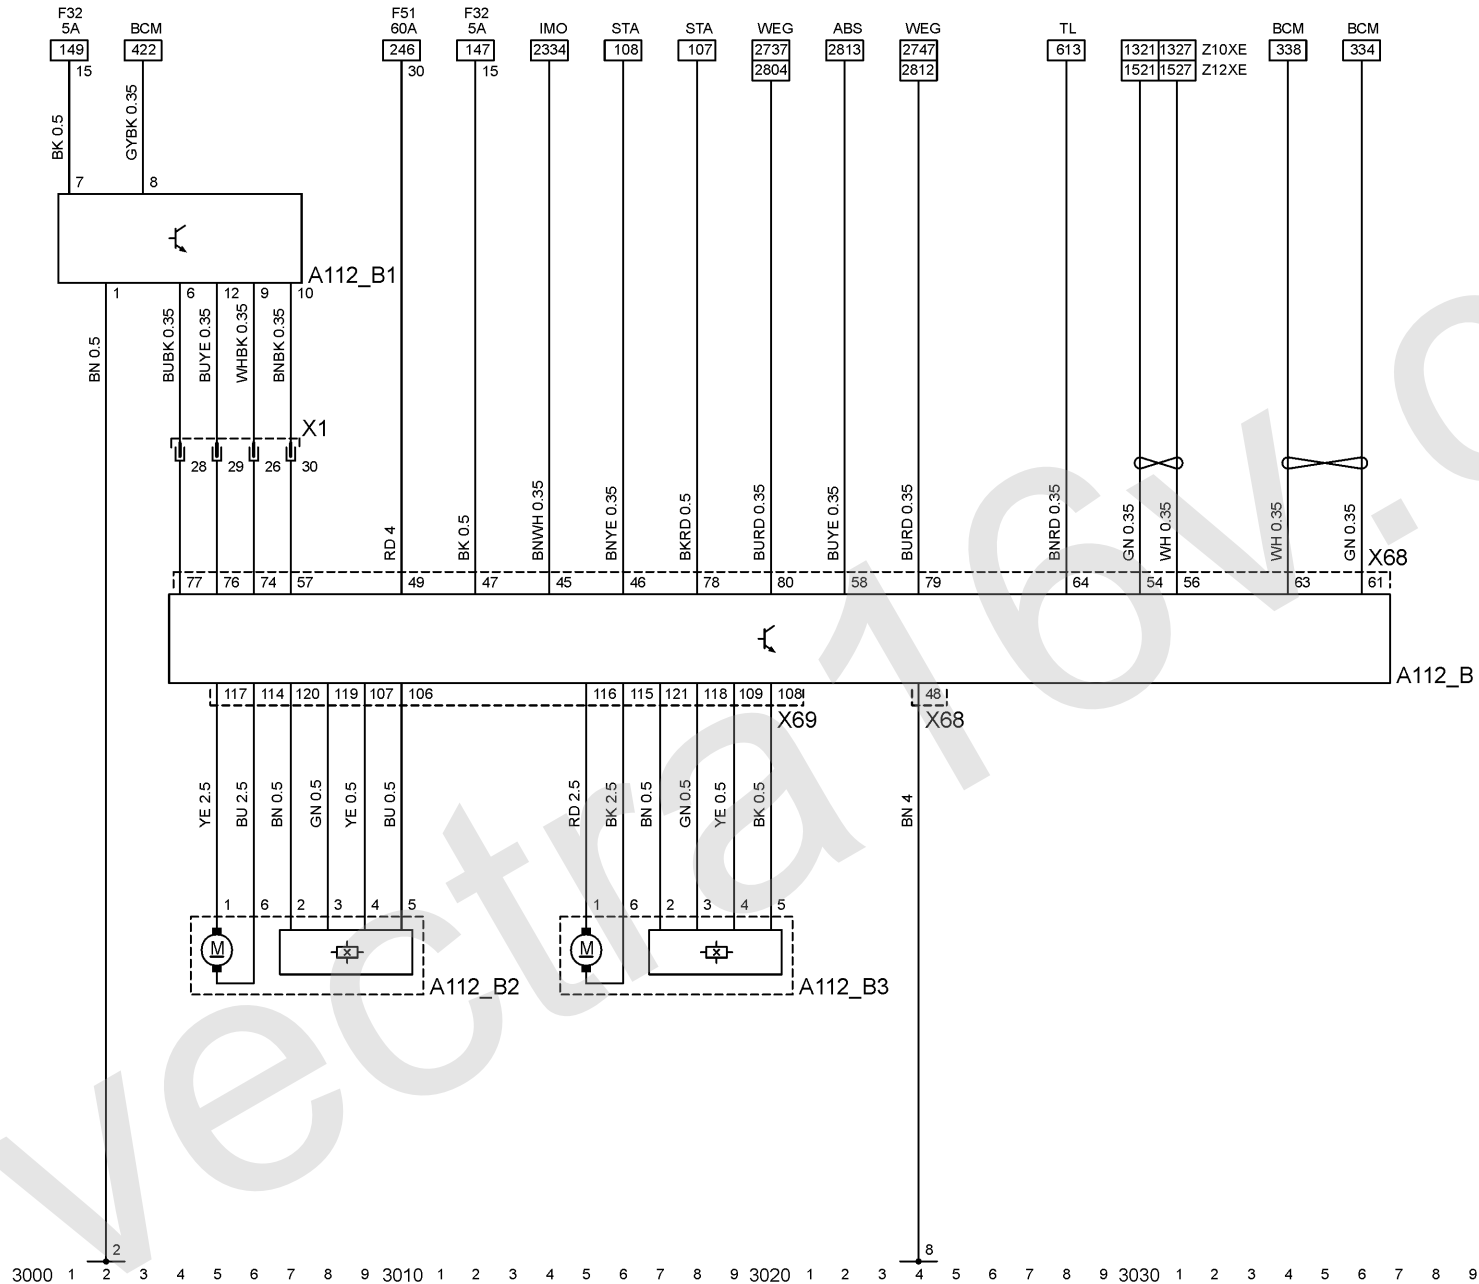 F32 F51 F32
5A BCM 60A 5A IMO STA STA WEG ABS WEG TL BCM BCM
149 422 246 147 2334 108 107 2737 2813 2747 613 1321 1327 Z10XE 338 334
15 30 15 2804 2812 1521 1527 Z12XE
BK 0.5 GYBK 0.35
7 8
A112_B1
1 6 12 9 10
BN 0.5 BUBK 0.35 BUYE 0.35 WHBK 0.35 BNBK 0.35
X1
28 29 26 30
RD 4 BK 0.5 BNWH 0.35 BNYE 0.35 BKRD 0.5 BURD 0.35 BUYE 0.35 BURD 0.35 BNRD 0.35 GN 0.35 WH 0.35 WH 0.35 GN 0.35
X68
77 76 74 57 49 47 45 46 78 80 58 79 64 54 56 63 61
A112_B
117 114 120 119 107 106 116 115 121 118 109 108 48
X69 X68
YE 2.5 BU 2.5 BN 0.5 GN 0.5 YE 0.5 BU 0.5 RD 2.5 BK 2.5 BN 0.5 GN 0.5 YE 0.5 BK 0.5 BN 4
1 6 2 3 4 5 1 6 2 3 4 5
M M
A112_B2 A112_B3
2 8
3000 1 2 3 4 5 6 7 8 9 3010 1 2 3 4 5 6 7 8 9 3020 1 2 3 4 5 6 7 8 9 3030 1 2 3 4 5 6 7 8 9
vectra16v.